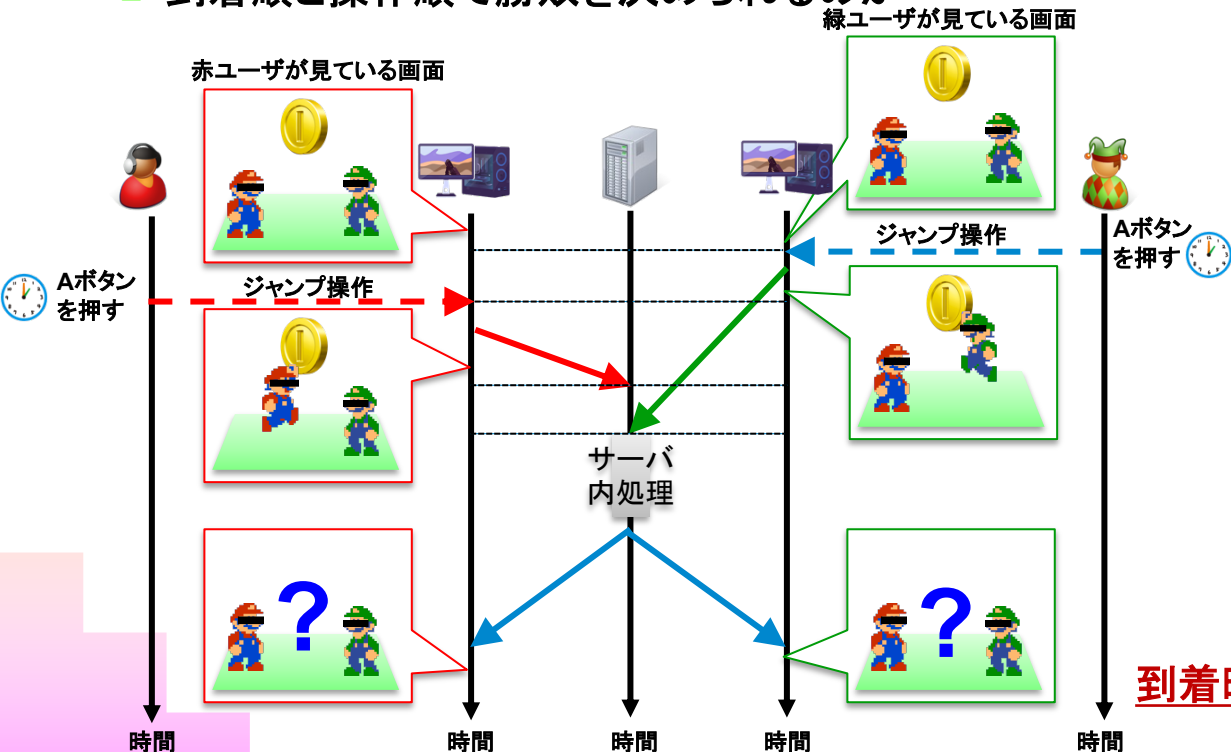 緑ユーザが見ている画面
赤ユーザが見ている画面
ジャンプ操作
Aボタン
を押す
Aボタン
を押す
ジャンプ操作
サーバ
内処理
?
?
到着
時間
時間
時間
時間
時間